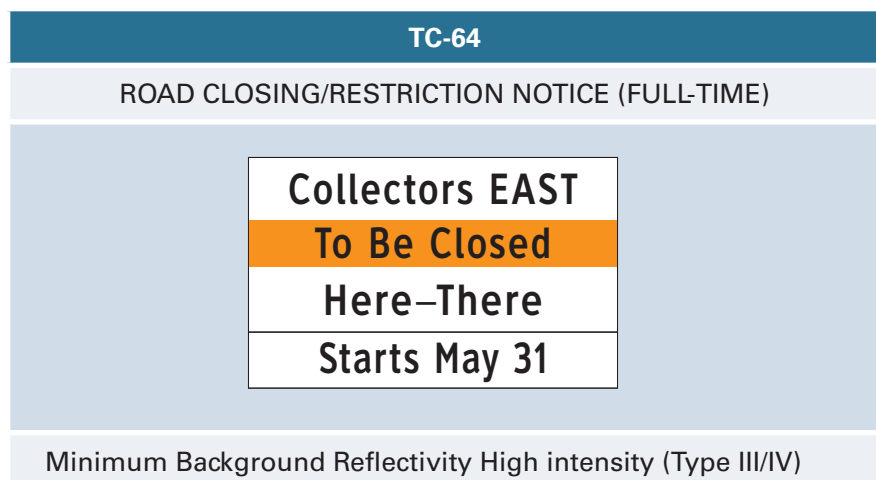 TC-64
ROAD CLOSING/RESTRICTION NOTICE (FULL-TIME)
Collectors EAST
To Be Closed
Here–There
Starts May 31
Minimum Background Reflectivity High intensity (Type III/IV)